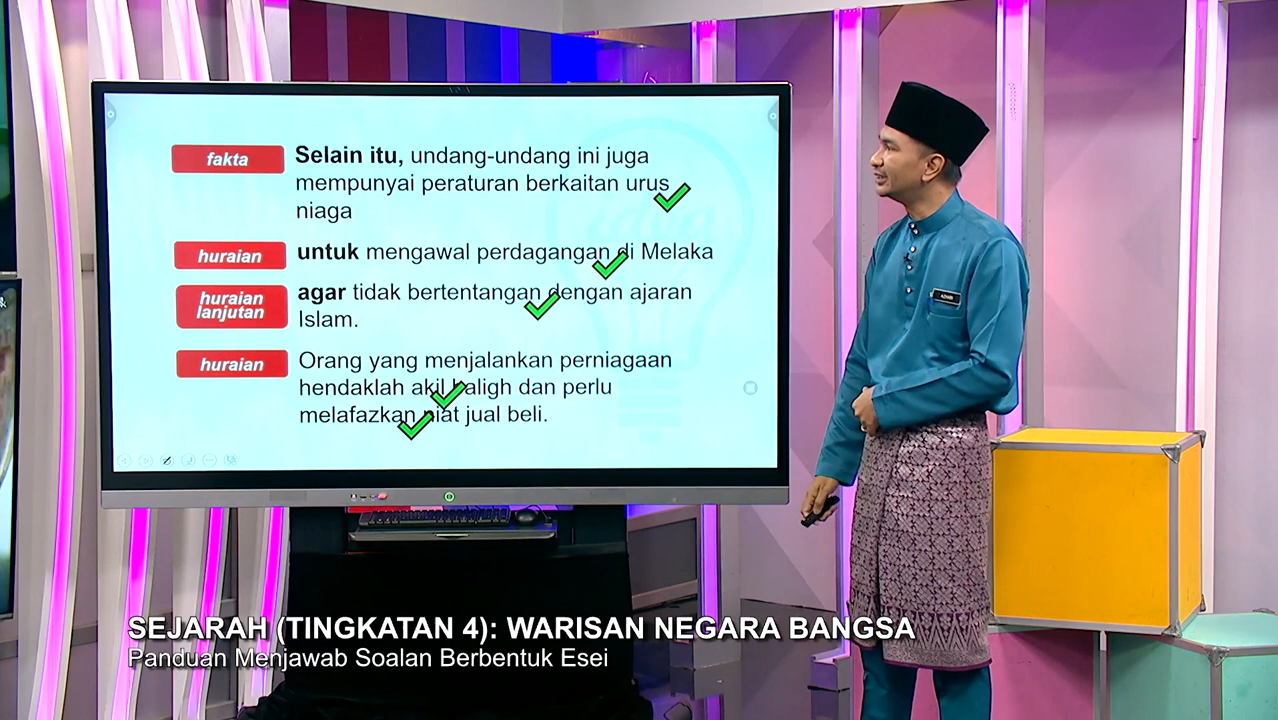 fakta
Selain itu, undang-undang ini juga
mempunyai peraturan berkaitan urus
niaga
huraian
untuk mengawal perdagangan di Melaka
huraian
lanjutan
agar tidak bertentangan dengan ajaran
Islam.
huraian
Orang yang menjalankan perniagaan
hendaklah akil baligh dan perlu
melafazkan niat jual beli.
AZHARI
SEJARAH (TINGKATAN 4): WARISAN NEGARA BANGSA
Panduan Menjawab Soalan Berbentuk Esei